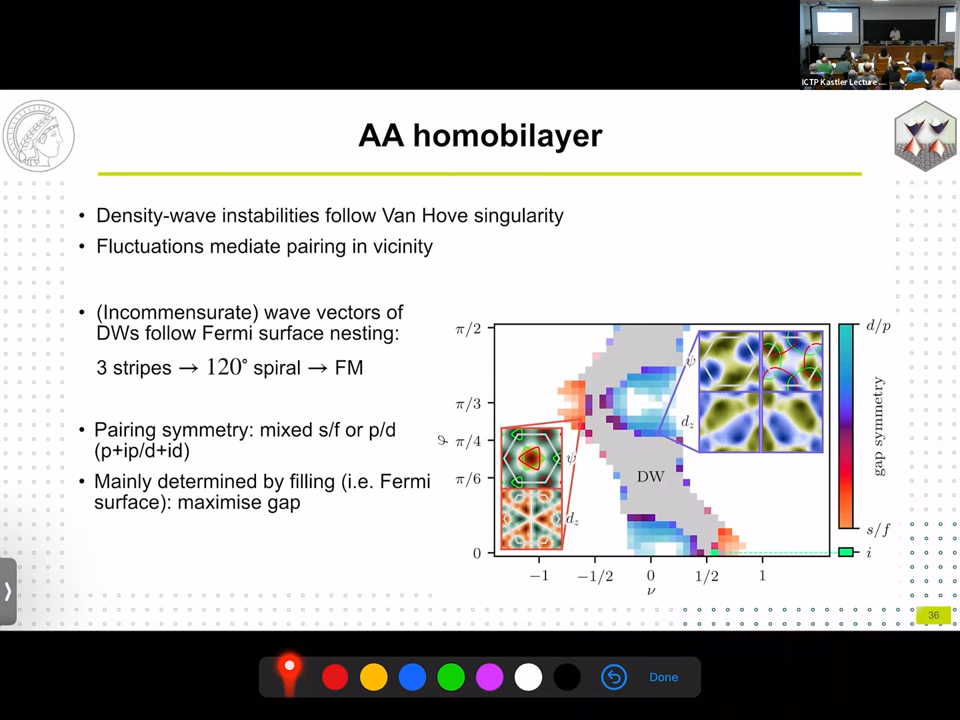 ICTP Kastler Lecture ...
AA homobilayer
• Density-wave instabilities follow Van Hove singularity
• Fluctuations mediate pairing in vicinity
• (Incommensurate) wave vectors of
DWs follow Fermi surface nesting:
3 stripes → 120° spiral → FM
• Pairing symmetry: mixed s/f or p/d
(p+ip/d+id)
• Mainly determined by filling (i.e. Fermi
surface): maximise gap
π/2
π/3
π/4
π/6
0
φ
−1
−1/2
0
1/2
1
ν
DW
ψ
d_z
ψ
d_z
d/p
gap symmetry
s/f
i
36
Done